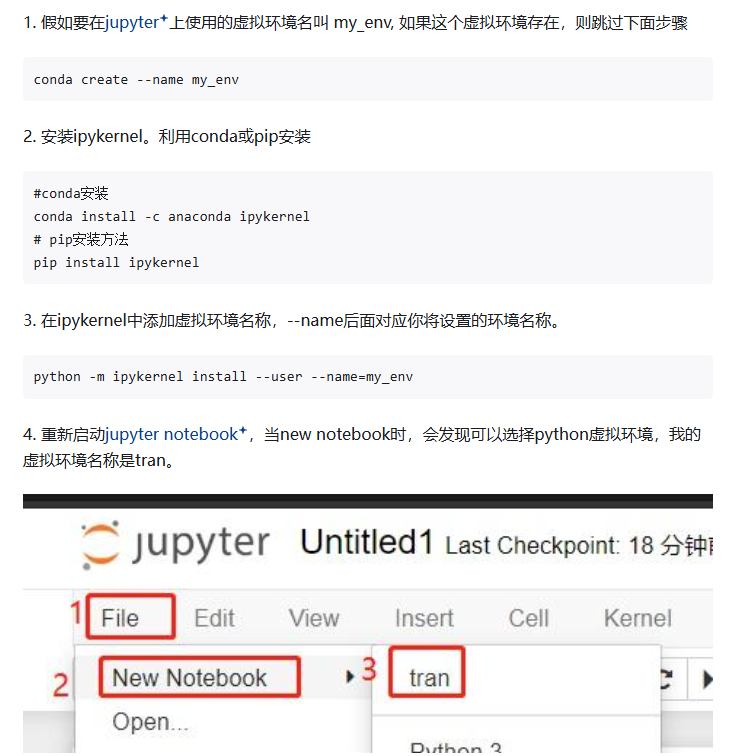 1. 假如要在jupyter上使用的虚拟环境名叫 my_env, 如果这个虚拟环境存在，则跳过下面步骤
conda create --name my_env
2. 安装ipykernel。利用conda或pip安装
#conda安装
conda install -c anaconda ipykernel
# pip安装方法
pip install ipykernel
3. 在ipykernel中添加虚拟环境名称，--name后面对应你将设置的环境名称。
python -m ipykernel install --user --name=my_env
4. 重新启动jupyter notebook，当new notebook时，会发现可以选择python虚拟环境，我的
虚拟环境名称是tran。
jupyter Untitled1 Last Checkpoint: 18 分钟前
1 File Edit View Insert Cell Kernel
2 New Notebook 3 tran
Open...
Python 3